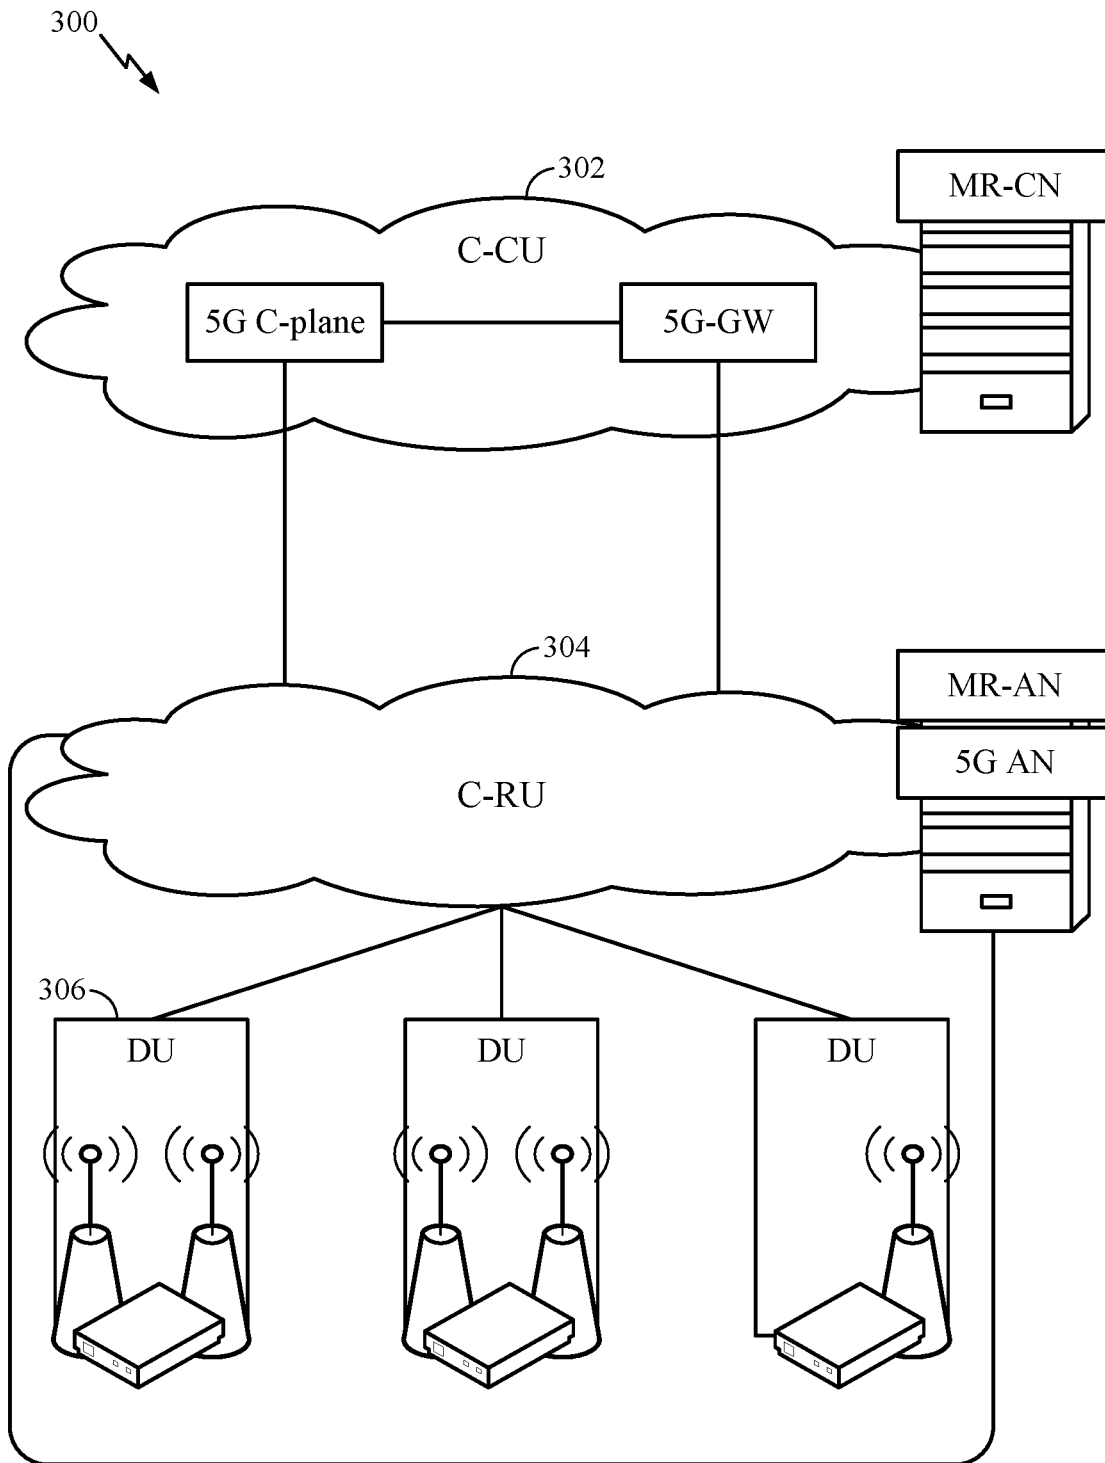 300
302
MR-CN
C-CU
5G C-plane
5G-GW
304
MR-AN
5G AN
C-RU
306
DU
DU
DU